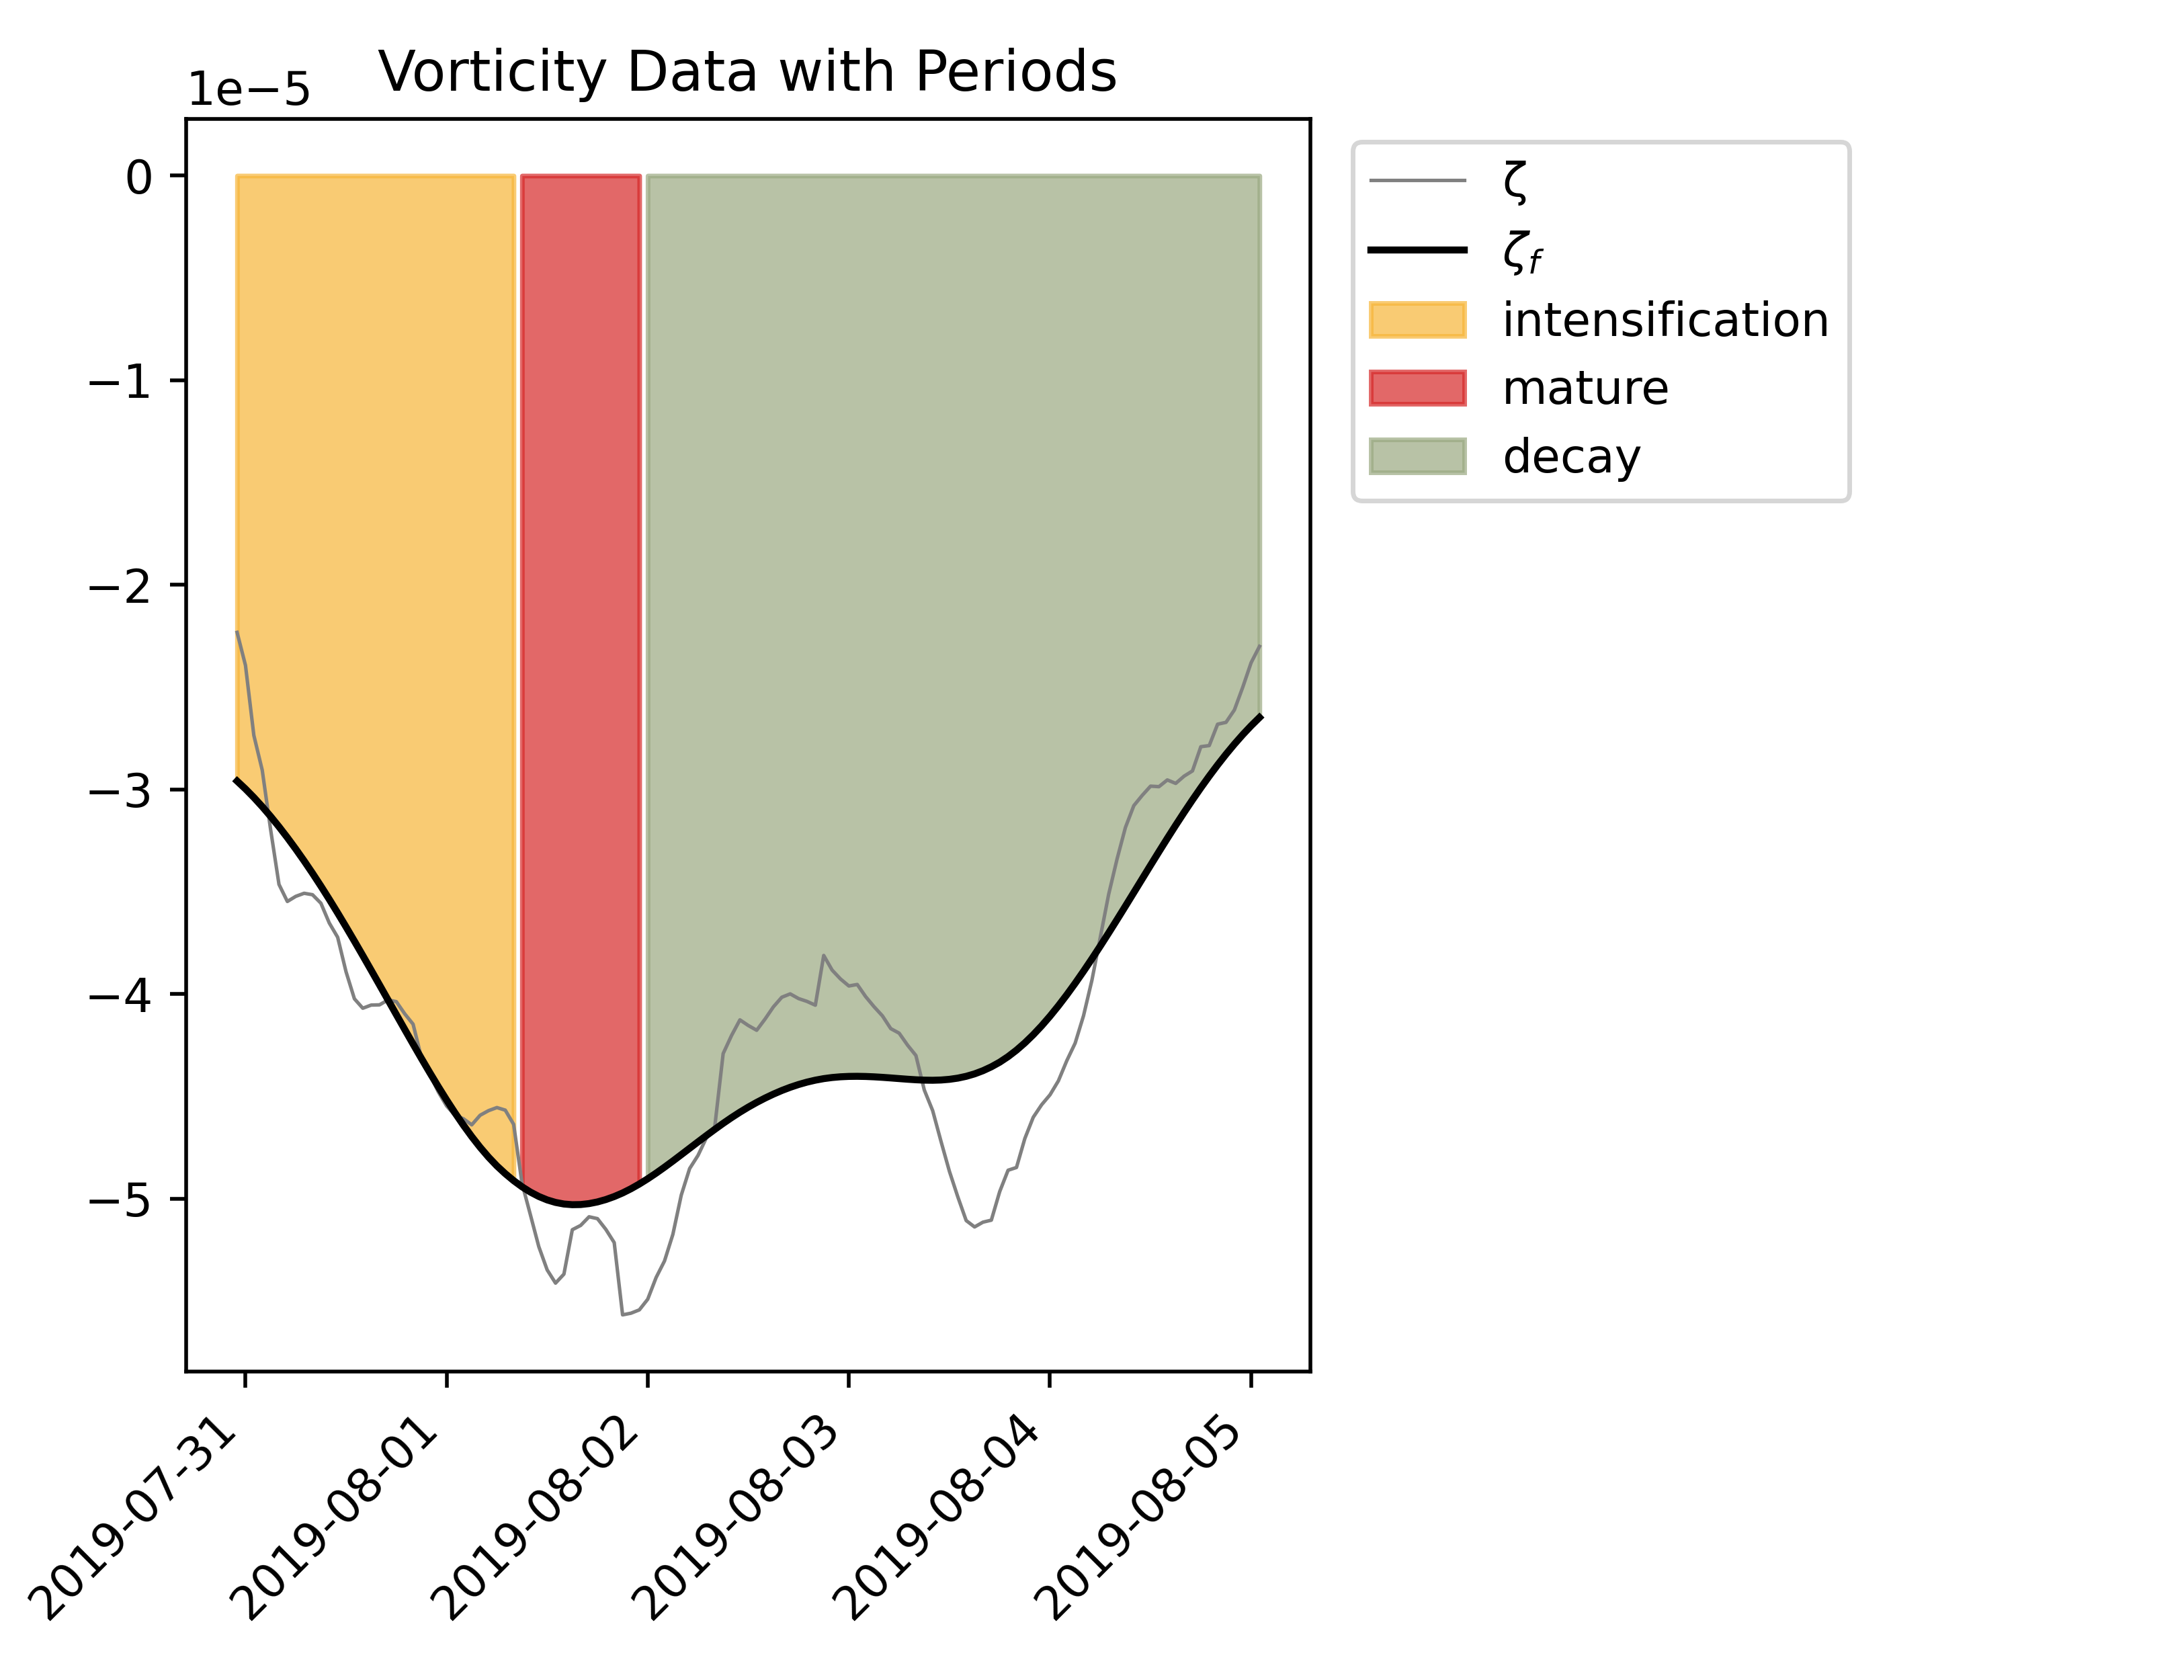 Vorticity Data with Periods
1e−5
0
−1
−2
−3
−4
−5
2019-07-31
2019-08-01
2019-08-02
2019-08-03
2019-08-04
2019-08-05
ζ
ζf
intensification
mature
decay